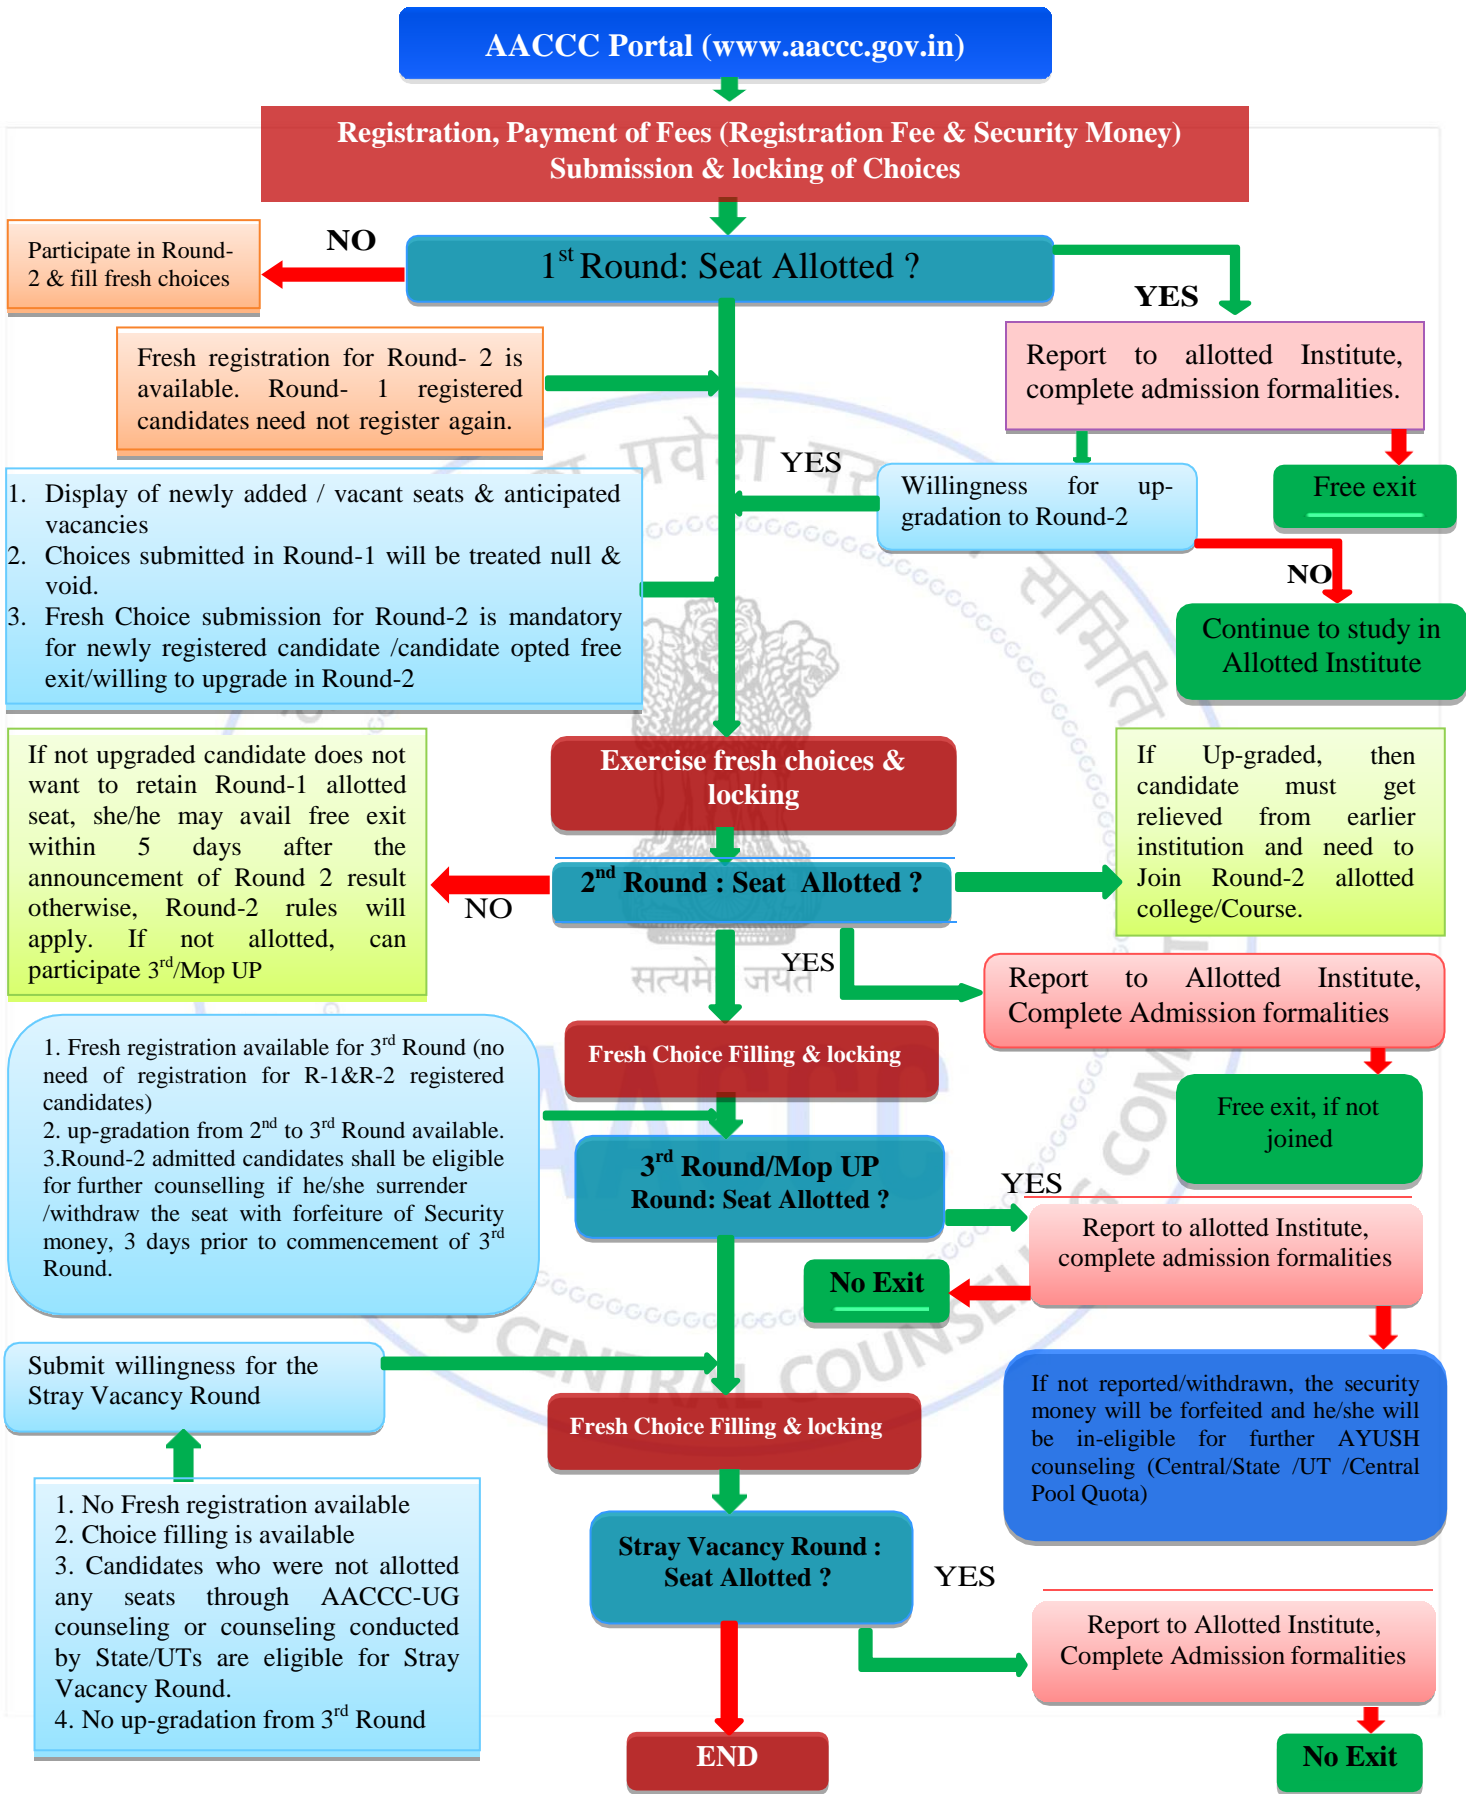 AACCC Portal (www.aaccc.gov.in)
Registration, Payment of Fees (Registration Fee & Security Money)
Submission & locking of Choices
Participate in Round-
2 & fill fresh choices
NO
1st Round: Seat Allotted ?
YES
Fresh registration for Round- 2 is
available. Round- 1 registered
candidates need not register again.
Report to allotted Institute,
complete admission formalities.
YES
Willingness for up-
gradation to Round-2
Free exit
NO
Continue to study in
Allotted Institute
1. Display of newly added / vacant seats & anticipated
vacancies
2. Choices submitted in Round-1 will be treated null &
void.
3. Fresh Choice submission for Round-2 is mandatory
for newly registered candidate /candidate opted free
exit/willing to upgrade in Round-2
Exercise fresh choices &
locking
If not upgraded candidate does not
want to retain Round-1 allotted
seat, she/he may avail free exit
within 5 days after the
announcement of Round 2 result
otherwise, Round-2 rules will
apply. If not allotted, can
participate 3rd/Mop UP
NO
2nd Round : Seat Allotted ?
If Up-graded, then
candidate must get
relieved from earlier
institution and need to
Join Round-2 allotted
college/Course.
YES
Report to Allotted Institute,
Complete Admission formalities
Free exit, if not
joined
Fresh Choice Filling & locking
1. Fresh registration available for 3rd Round (no
need of registration for R-1&R-2 registered
candidates)
2. up-gradation from 2nd to 3rd Round available.
3.Round-2 admitted candidates shall be eligible
for further counselling if he/she surrender
/withdraw the seat with forfeiture of Security
money, 3 days prior to commencement of 3rd
Round.
3rd Round/Mop UP
Round: Seat Allotted ?
YES
Report to allotted Institute,
complete admission formalities
No Exit
If not reported/withdrawn, the security
money will be forfeited and he/she will
be in-eligible for further AYUSH
counseling (Central/State /UT /Central
Pool Quota)
Submit willingness for the
Stray Vacancy Round
Fresh Choice Filling & locking
1. No Fresh registration available
2. Choice filling is available
3. Candidates who were not allotted
any seats through AACCC-UG
counseling or counseling conducted
by State/UTs are eligible for Stray
Vacancy Round.
4. No up-gradation from 3rd Round
Stray Vacancy Round :
Seat Allotted ?
YES
Report to Allotted Institute,
Complete Admission formalities
END
No Exit
प्रवेश
समिति
सत्यमेव जयते
AACCC
CENTRAL COUNSELING